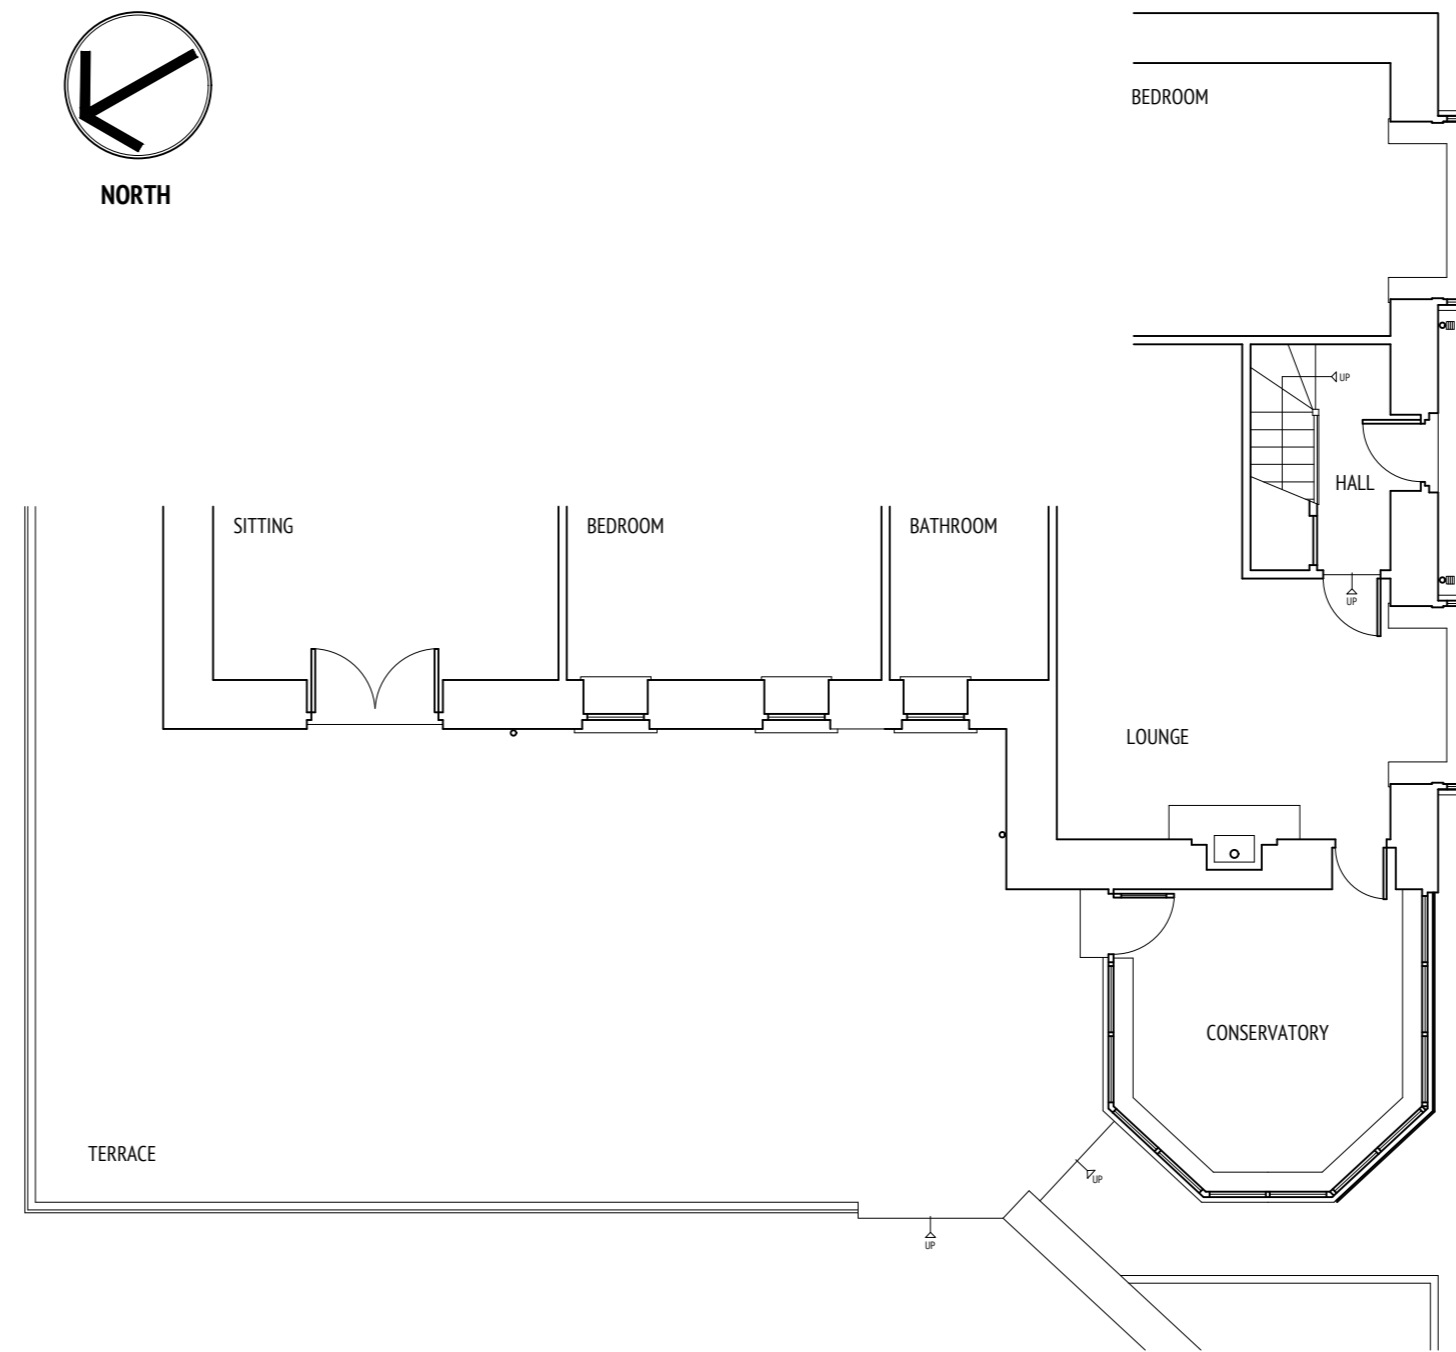 NORTH
BEDROOM
UP
HALL
SITTING
BEDROOM
BATHROOM
UP
LOUNGE
CONSERVATORY
TERRACE
UP
UP